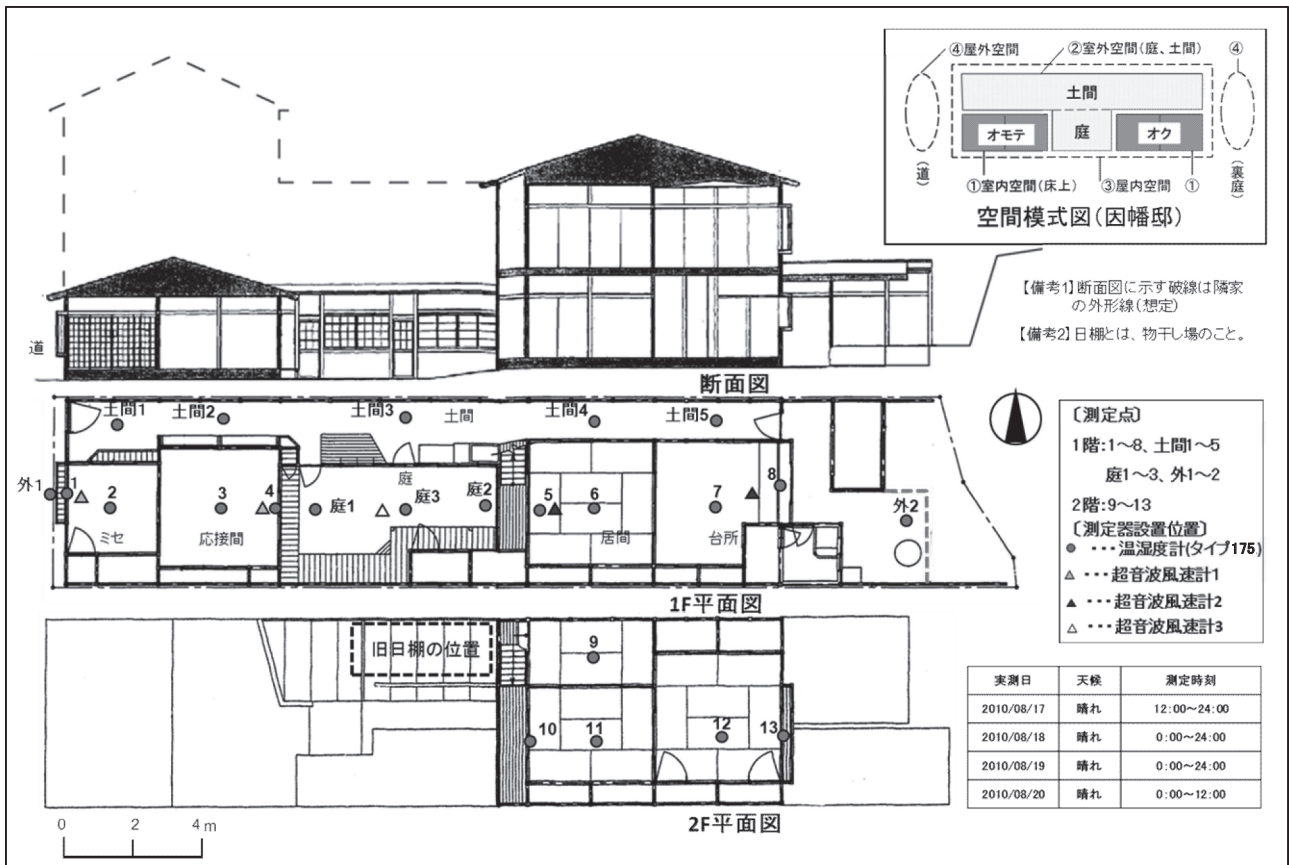 ④屋外空間
②室外空間(庭、土間)
④
土間
オモテ
庭
オク
(道)
(裏庭)
①室内空間(床上)
③屋内空間
①
空間模式図(因幡邸)
【備考1】断面図に示す破線は隣家
の外形線(想定)
【備考2】日棚とは、物干し場のこと。
道
断面図
土間1
土間2
土間3
土間
土間4
土間5
外1
1
2
3
4
庭1
庭
庭3
庭2
5
6
7
8
外2
ミセ
応接間
居間
台所
1F平面図
〔測定点〕
1階:1~8、土間1~5
庭1~3、外1~2
2階:9~13
〔測定器設置位置〕
・・・温湿度計(タイプ175)
・・・超音波風速計1
・・・超音波風速計2
・・・超音波風速計3
旧日棚の位置
9
10
11
12
13
2F平面図
実測日 天候 測定時刻
2010/08/17 晴れ 12:00~24:00
2010/08/18 晴れ 0:00~24:00
2010/08/19 晴れ 0:00~24:00
2010/08/20 晴れ 0:00~12:00
0 2 4m